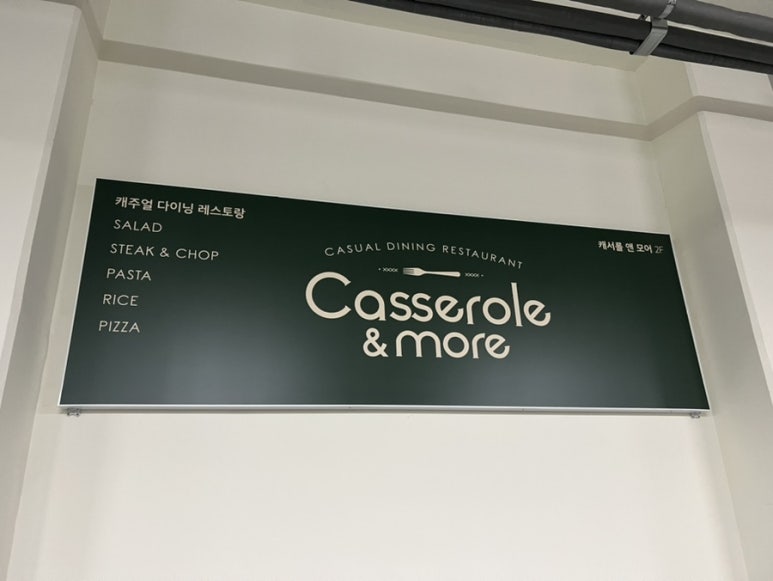 캐주얼 다이닝 레스토랑
SALAD
STEAK & CHOP
PASTA
RICE
PIZZA
CASUAL DINING RESTAURANT
Casserole
& more
캐서롤 앤 모어 2F